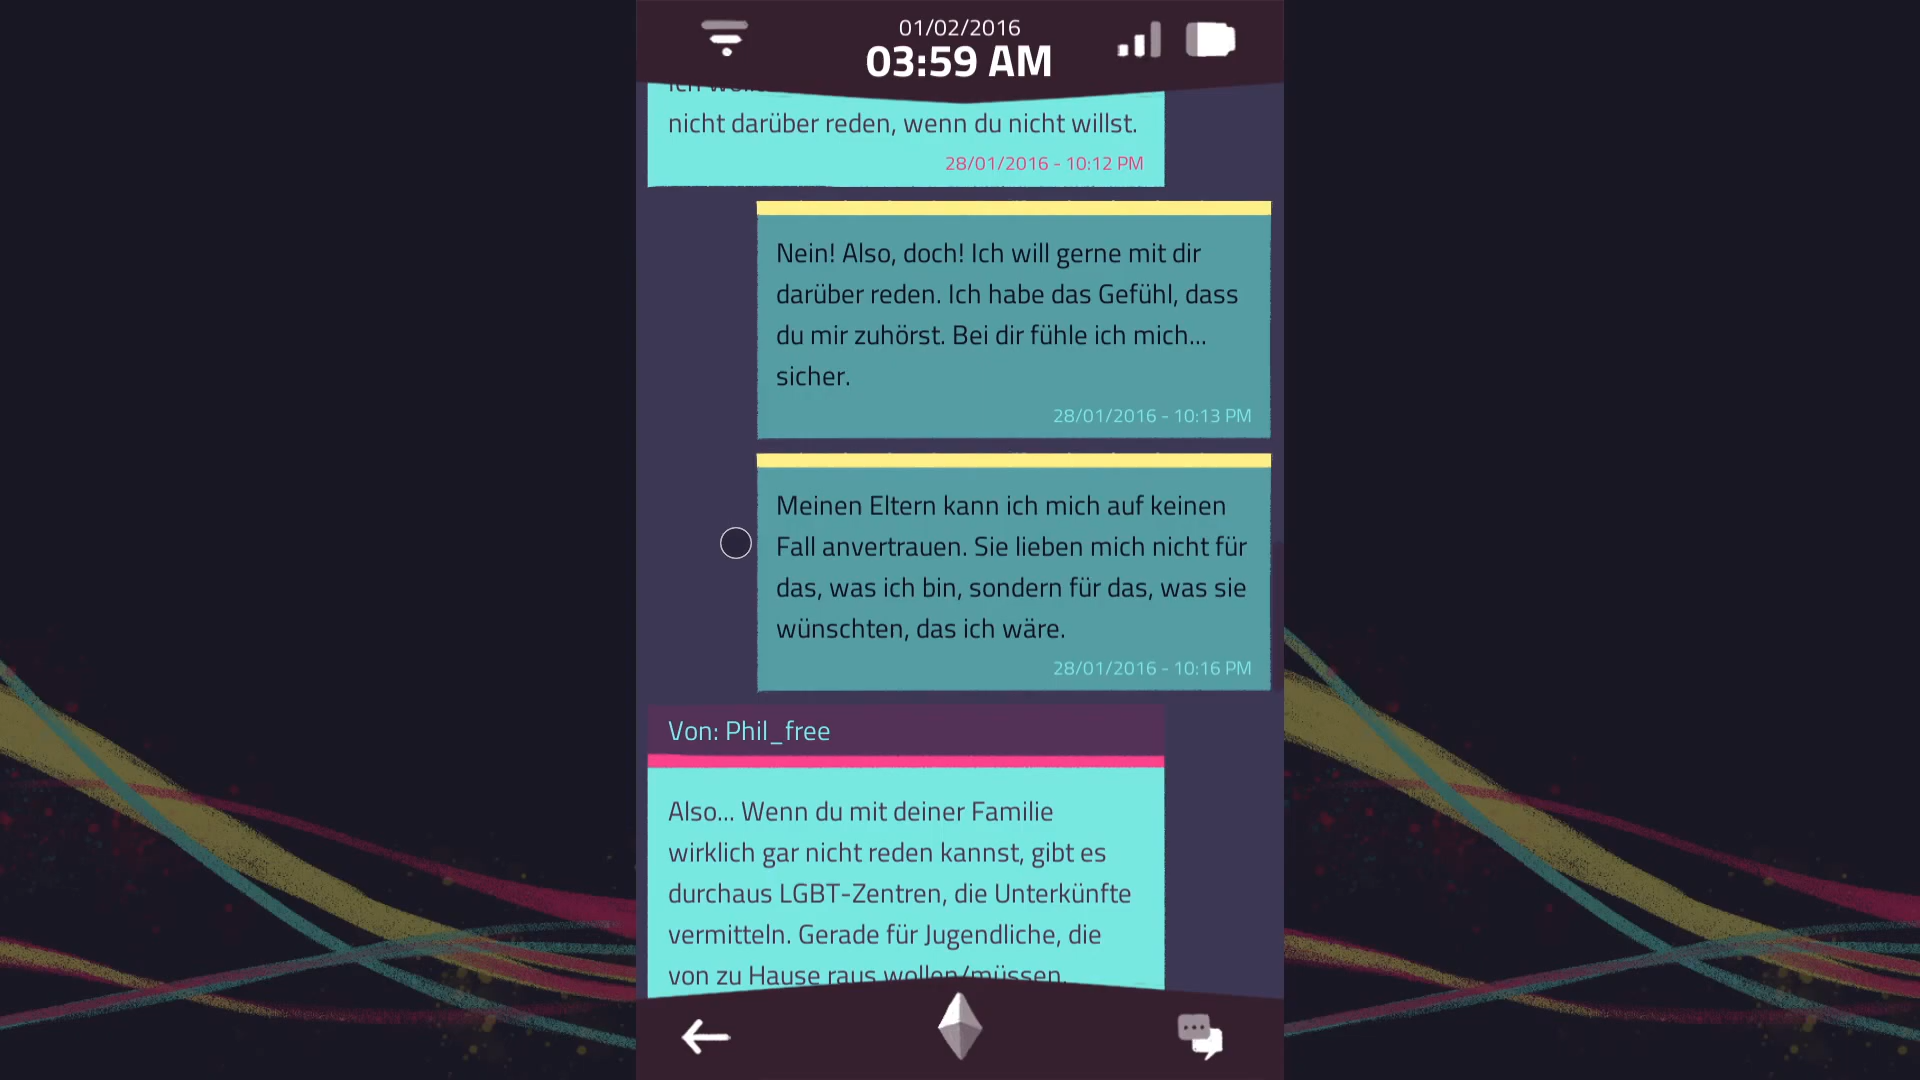 01/02/2016
03:59 AM
nicht darüber reden, wenn du nicht willst.
28/01/2016 - 10:12 PM
Nein! Also, doch! Ich will gerne mit dir
darüber reden. Ich habe das Gefühl, dass
du mir zuhörst. Bei dir fühle ich mich...
sicher.
28/01/2016 - 10:13 PM
Meinen Eltern kann ich mich auf keinen
Fall anvertrauen. Sie lieben mich nicht für
das, was ich bin, sondern für das, was sie
wünschten, das ich wäre.
28/01/2016 - 10:16 PM
Von: Phil_free
Also... Wenn du mit deiner Familie
wirklich gar nicht reden kannst, gibt es
durchaus LGBT-Zentren, die Unterkünfte
vermitteln. Gerade für Jugendliche, die
von zu Hause raus wollen/müssen.